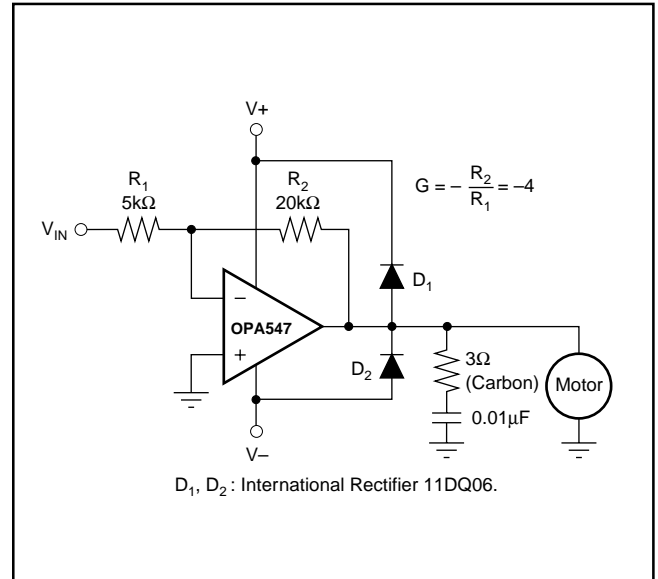 V+
R1
5kΩ
R2
20kΩ
G = – R2/R1 = –4
VIN
D1
–
OPA547
+
D2
3Ω
(Carbon)
Motor
0.01µF
V–
D1, D2 : International Rectifier 11DQ06.